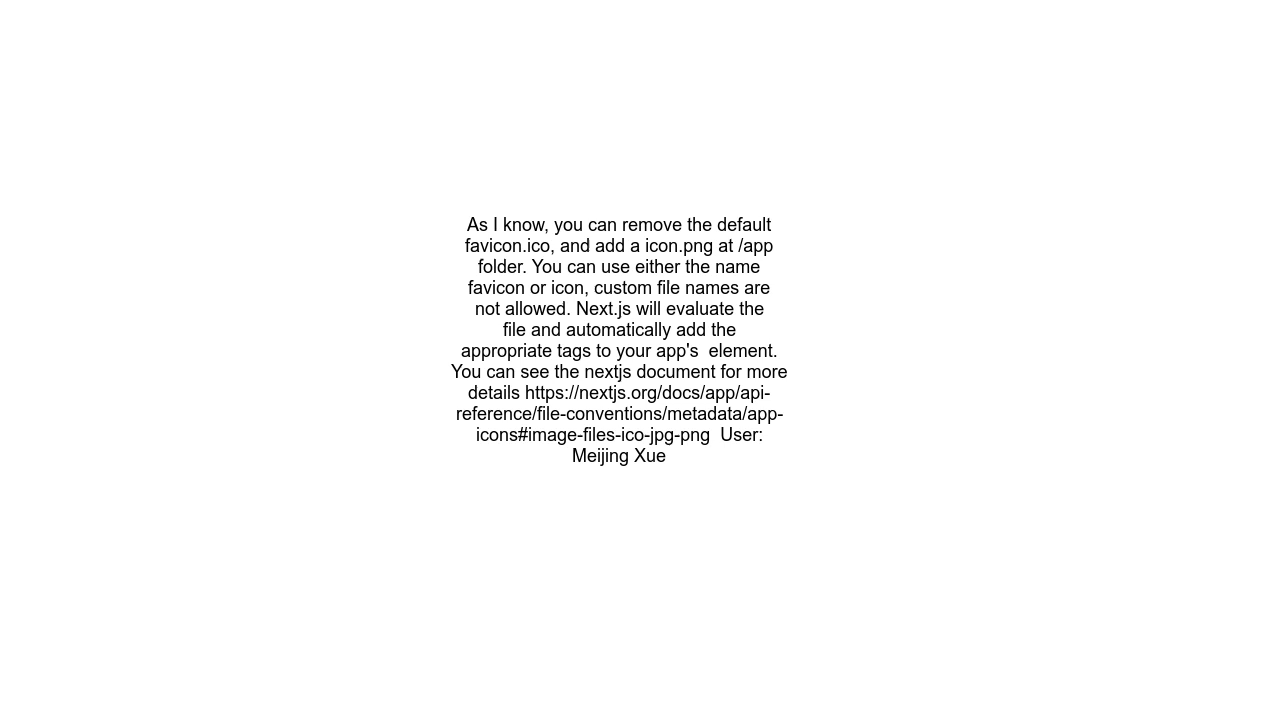 As I know, you can remove the default
favicon.ico, and add a icon.png at /app
folder. You can use either the name
favicon or icon, custom file names are
not allowed. Next.js will evaluate the
file and automatically add the
appropriate tags to your app's  element.
You can see the nextjs document for more
details https://nextjs.org/docs/app/api-
reference/file-conventions/metadata/app-
icons#image-files-ico-jpg-png  User:
Meijing Xue